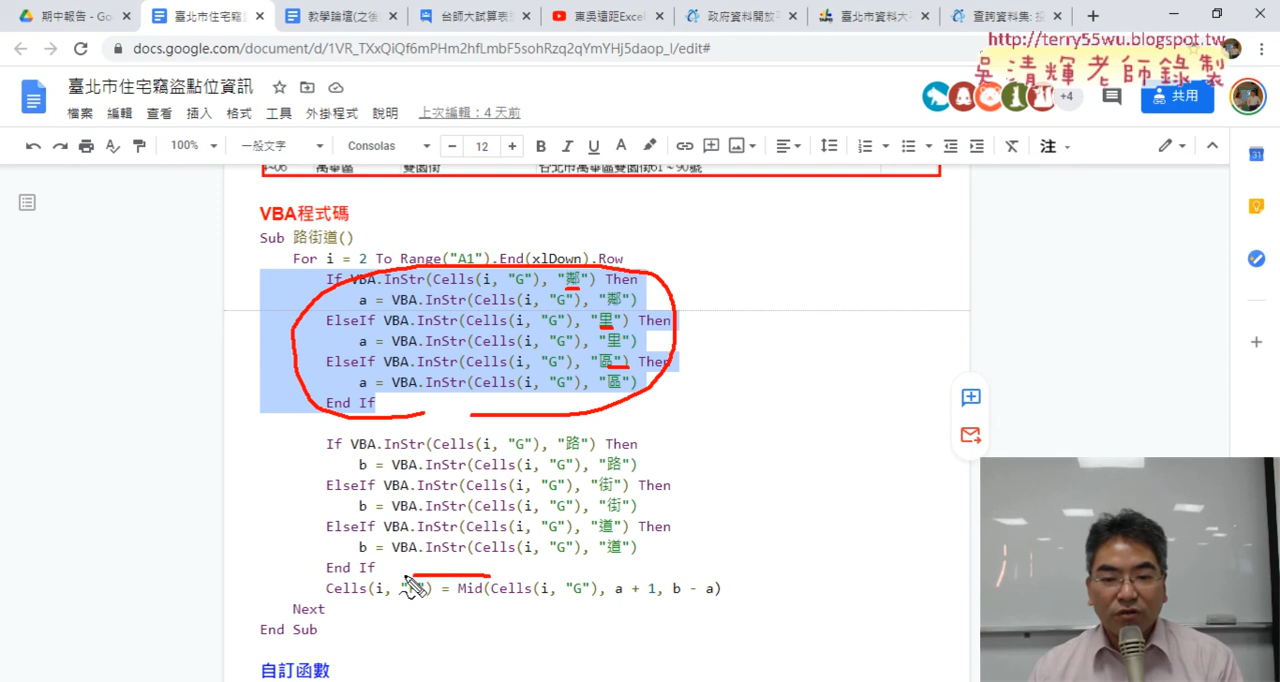 期中報告 - Go
臺北市住宅竊
教學論壇(之後
台師大試算表
東吳遠距Excel
政府資料開放
臺北市資料大
查詢資料集:
docs.google.com/document/d/1VR_TXxQiQf6mPHm2hfLmbF5sohRzq2qYmYHj5daop_I/edit#
http://terry55wu.blogspot.tw
吳清輝老師錄製
臺北市住宅竊盜點位資訊
檔案 編輯 查看 插入 格式 工具 外掛程式 說明 上次編輯：4 天前
+4
共用
100% 一般文字 Consolas 12 B I U A 注
萬華區 雙園街 台北市萬華區雙園街61～90號
VBA程式碼
Sub 路街道()
For i = 2 To Range("A1").End(xlDown).Row
If VBA.InStr(Cells(i, "G"), "鄰") Then
a = VBA.InStr(Cells(i, "G"), "鄰")
ElseIf VBA.InStr(Cells(i, "G"), "里") Then
a = VBA.InStr(Cells(i, "G"), "里")
ElseIf VBA.InStr(Cells(i, "G"), "區") Then
a = VBA.InStr(Cells(i, "G"), "區")
End If
If VBA.InStr(Cells(i, "G"), "路") Then
b = VBA.InStr(Cells(i, "G"), "路")
ElseIf VBA.InStr(Cells(i, "G"), "街") Then
b = VBA.InStr(Cells(i, "G"), "街")
ElseIf VBA.InStr(Cells(i, "G"), "道") Then
b = VBA.InStr(Cells(i, "G"), "道")
End If
Cells(i, ") = Mid(Cells(i, "G"), a + 1, b - a)
Next
End Sub
自訂函數
31